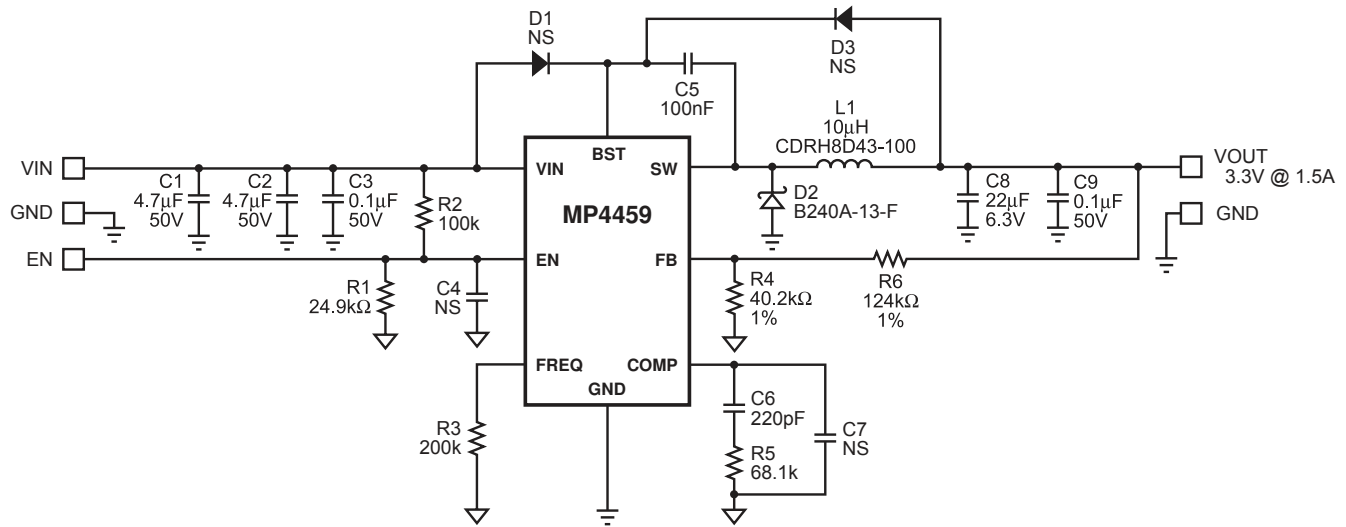 D1
NS
D3
NS
C5
100nF
L1
10µH
CDRH8D43-100
VIN
GND
EN
C1
4.7µF
50V
C2
4.7µF
50V
C3
0.1µF
50V
R2
100k
R1
24.9kΩ
C4
NS
R3
200k
BST
VIN
SW
MP4459
EN
FB
FREQ
COMP
GND
D2
B240A-13-F
C8
22µF
6.3V
C9
0.1µF
50V
VOUT
3.3V @ 1.5A
GND
R4
40.2kΩ
1%
R6
124kΩ
1%
C6
220pF
R5
68.1k
C7
NS